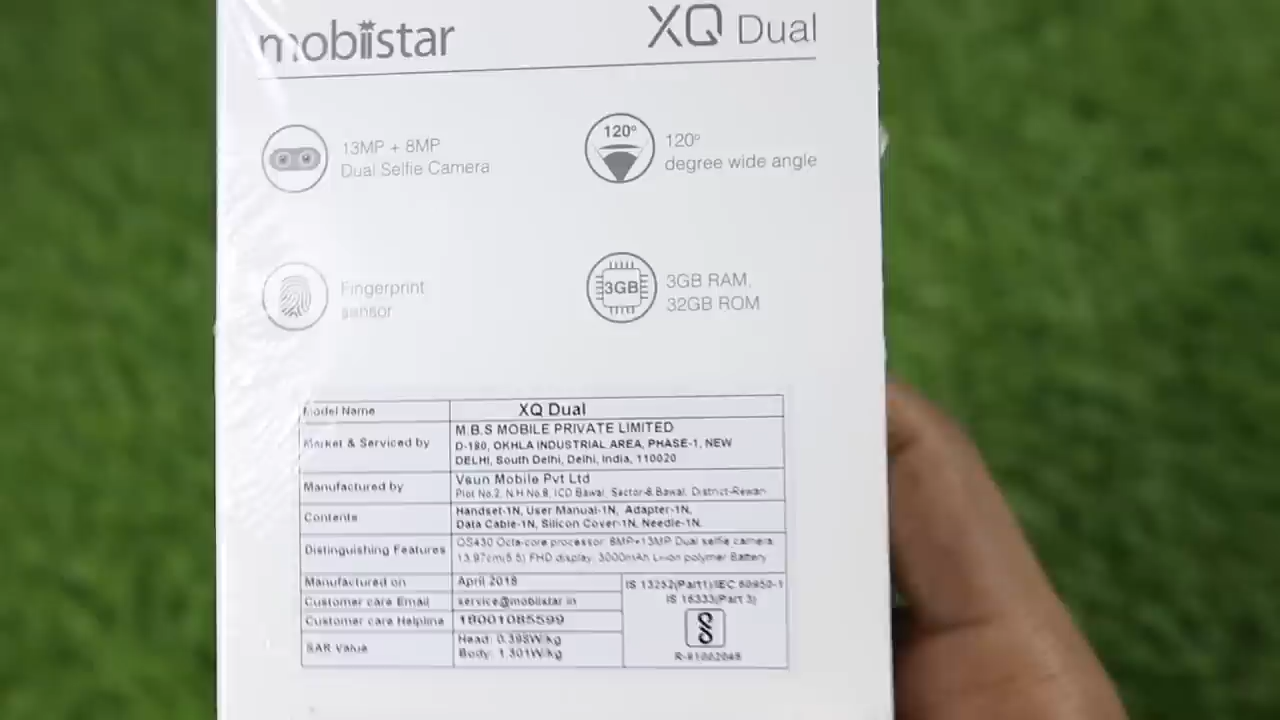 mobiistar
XQ Dual
13MP + 8MP
Dual Selfie Camera
120°
120°
degree wide angle
Fingerprint
sensor
3GB
3GB RAM,
32GB ROM
Model Name XQ Dual
Market & Serviced by M.B.S MOBILE PRIVATE LIMITED
D-180, OKHLA INDUSTRIAL AREA, PHASE-1, NEW
DELHI, South Delhi, Delhi, India, 110020
Manufactured by Vsun Mobile Pvt Ltd
Plot No.2, N.H No.8, ICD Bawal, Sector-6 Bawal, District-Rewari
Contents Handset-1N, User Manual-1N, Adapter-1N,
Data Cable-1N, Silicon Cover-1N, Needle-1N.
Distinguishing Features Octa-core processor 8MP+13MP Dual selfie camera
13.97cm(5.5) FHD display 3000mAh Li-ion polymer Battery
Manufactured on April 2018
Customer care Email service@mobiistar.in
Customer care Helpline 18001085599
SAR Value Head: W/kg
Body: 1.301W/kg
IS 13252(Part1)/IEC 60950-1
IS 16333(Part 3)